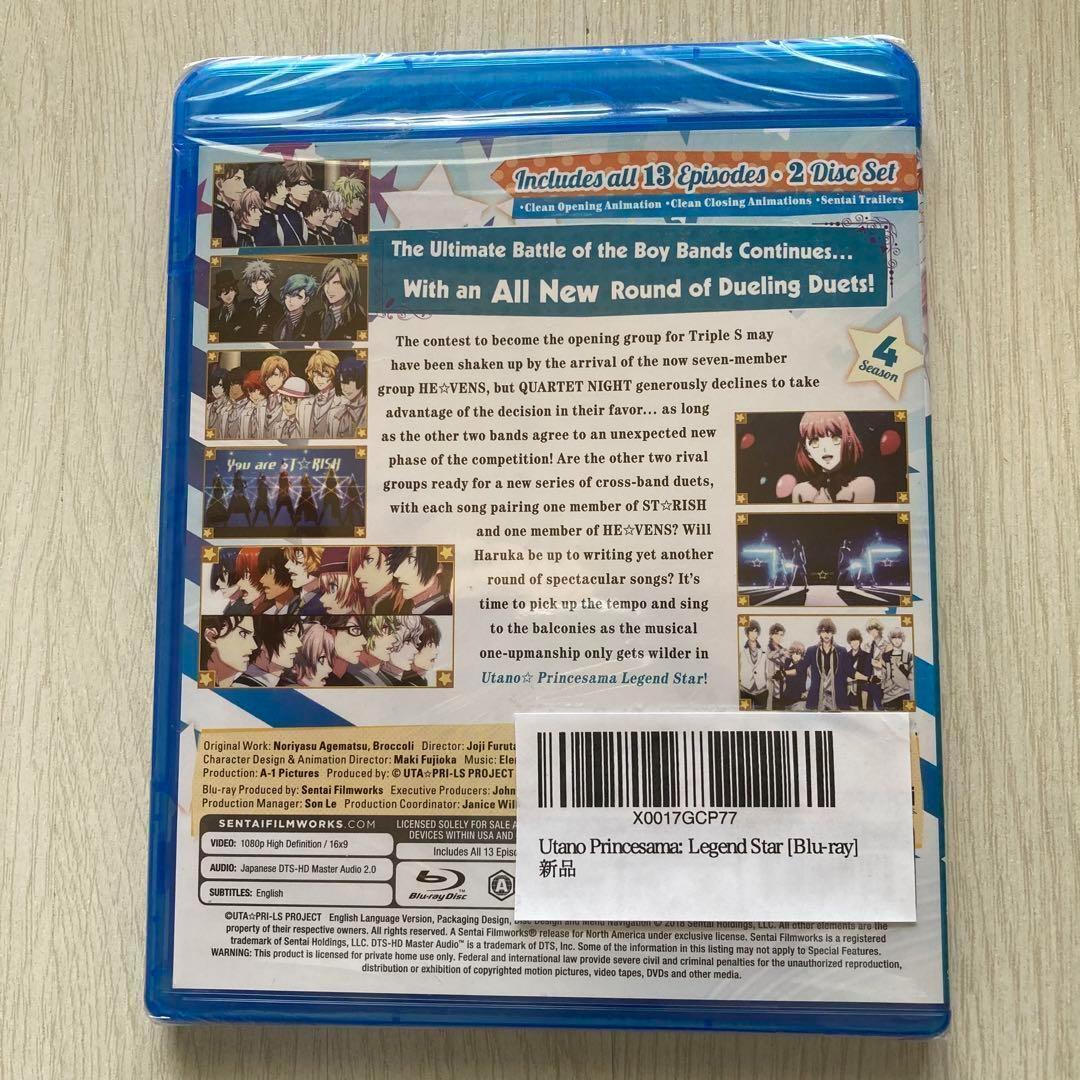 Includes all 13 Episodes • 2 Disc Set
•Clean Opening Animation •Clean Closing Animations •Sentai Trailers
The Ultimate Battle of the Boy Bands Continues...
With an All New Round of Dueling Duets!
4
Season
The contest to become the opening group for Triple S may
have been shaken up by the arrival of the now seven-member
group HE☆VENS, but QUARTET NIGHT generously declines to take
advantage of the decision in their favor... as long
as the other two bands agree to an unexpected new
phase of the competition! Are the other two rival
groups ready for a new series of cross-band duets,
with each song pairing one member of ST☆RISH
and one member of HE☆VENS? Will
Haruka be up to writing yet another
round of spectacular songs? It's
time to pick up the tempo and sing
to the balconies as the musical
one-upmanship only gets wilder in
Utano☆ Princesama Legend Star!
You are ST☆RISH
Original Work: Noriyasu Agematsu, Broccoli Director: Joji Furuta
Character Design & Animation Director: Maki Fujioka Music: Ele
Production: A-1 Pictures Produced by: © UTA☆PRI-LS PROJECT
Blu-ray Produced by: Sentai Filmworks Executive Producers: John
Production Manager: Son Le Production Coordinator: Janice Wil
SENTAIFILMWORKS.COM
VIDEO: 1080p High Definition / 16x9
AUDIO: Japanese DTS-HD Master Audio 2.0
SUBTITLES: English
LICENSED SOLELY FOR SALE
DEVICES WITHIN USA AND
Includes All 13 Episo
Blu-ray Disc
A
X0017GCP77
Utano Princesama: Legend Star [Blu-ray]
新品
©UTA☆PRI-LS PROJECT English Language Version, Packaging Design, Disc Design and Menu Navigation © 2018 Sentai Holdings, LLC. All other elements are the
property of their respective owners. All rights reserved. A Sentai Filmworks® release for North America under exclusive license. Sentai Filmworks is a registered
trademark of Sentai Holdings, LLC. DTS-HD Master Audio™ is a trademark of DTS, Inc. Some of the information in this listing may not apply to Special Features.
WARNING: This product is licensed for private home use only. Federal and international law provide severe civil and criminal penalties for the unauthorized reproduction,
distribution or exhibition of copyrighted motion pictures, video tapes, DVDs and other media.